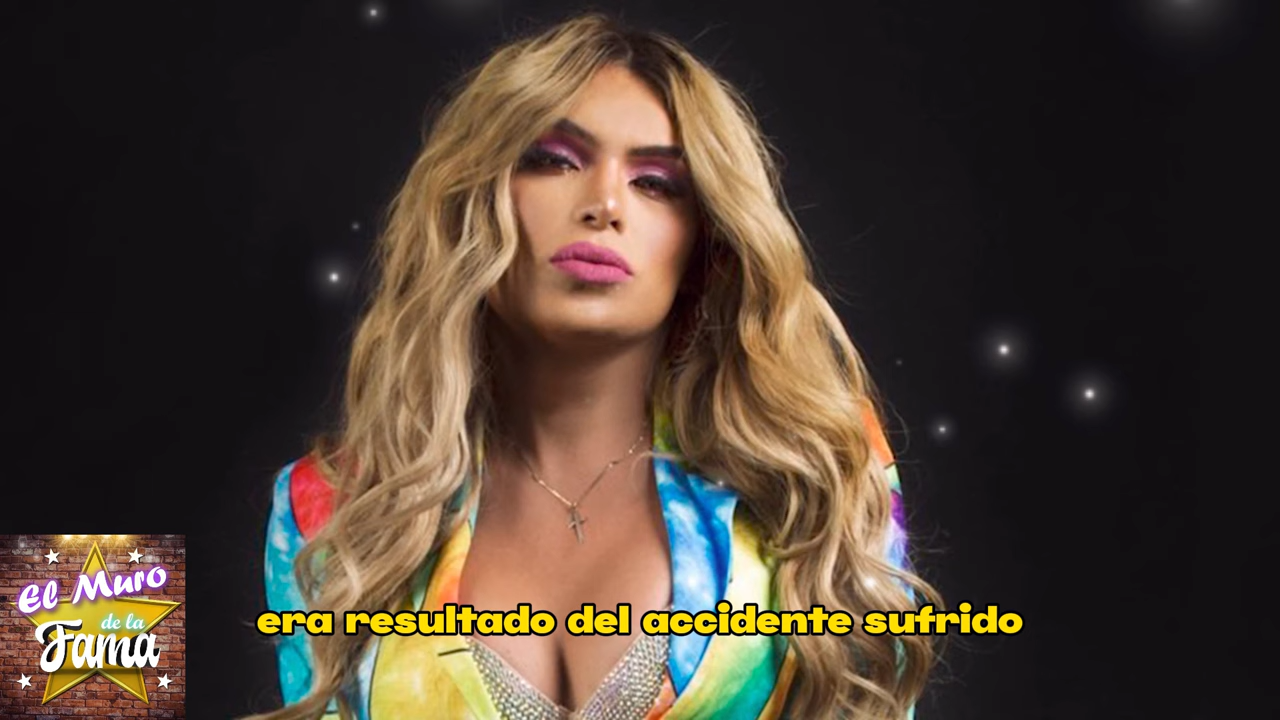 El Muro
de la
Fama
era resultado del accidente sufrido